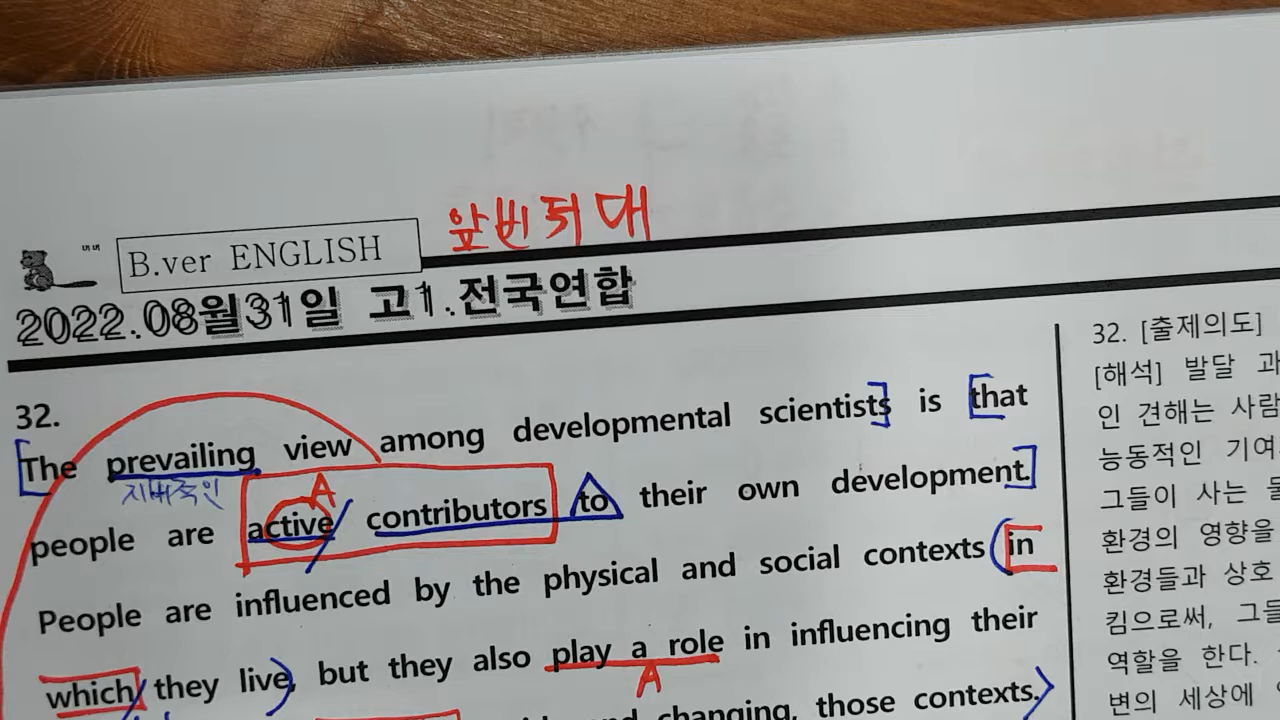 앞번 뒤 대
B.ver ENGLISH
2022.08월31일 고1.전국연합
32.
The prevailing view among developmental scientists is that
지배적인
A
people are active / contributors to their own development.
People are influenced by the physical and social contexts (in
which / they live), but they also play a role in influencing their
A
and changing, those contexts.
32. [출제의도]
[해석] 발달 과
인 견해는 사람
능동적인 기여
그들이 사는 물
환경의 영향을
환경들과 상호
킴으로써, 그들
역할을 한다.
변의 세상에